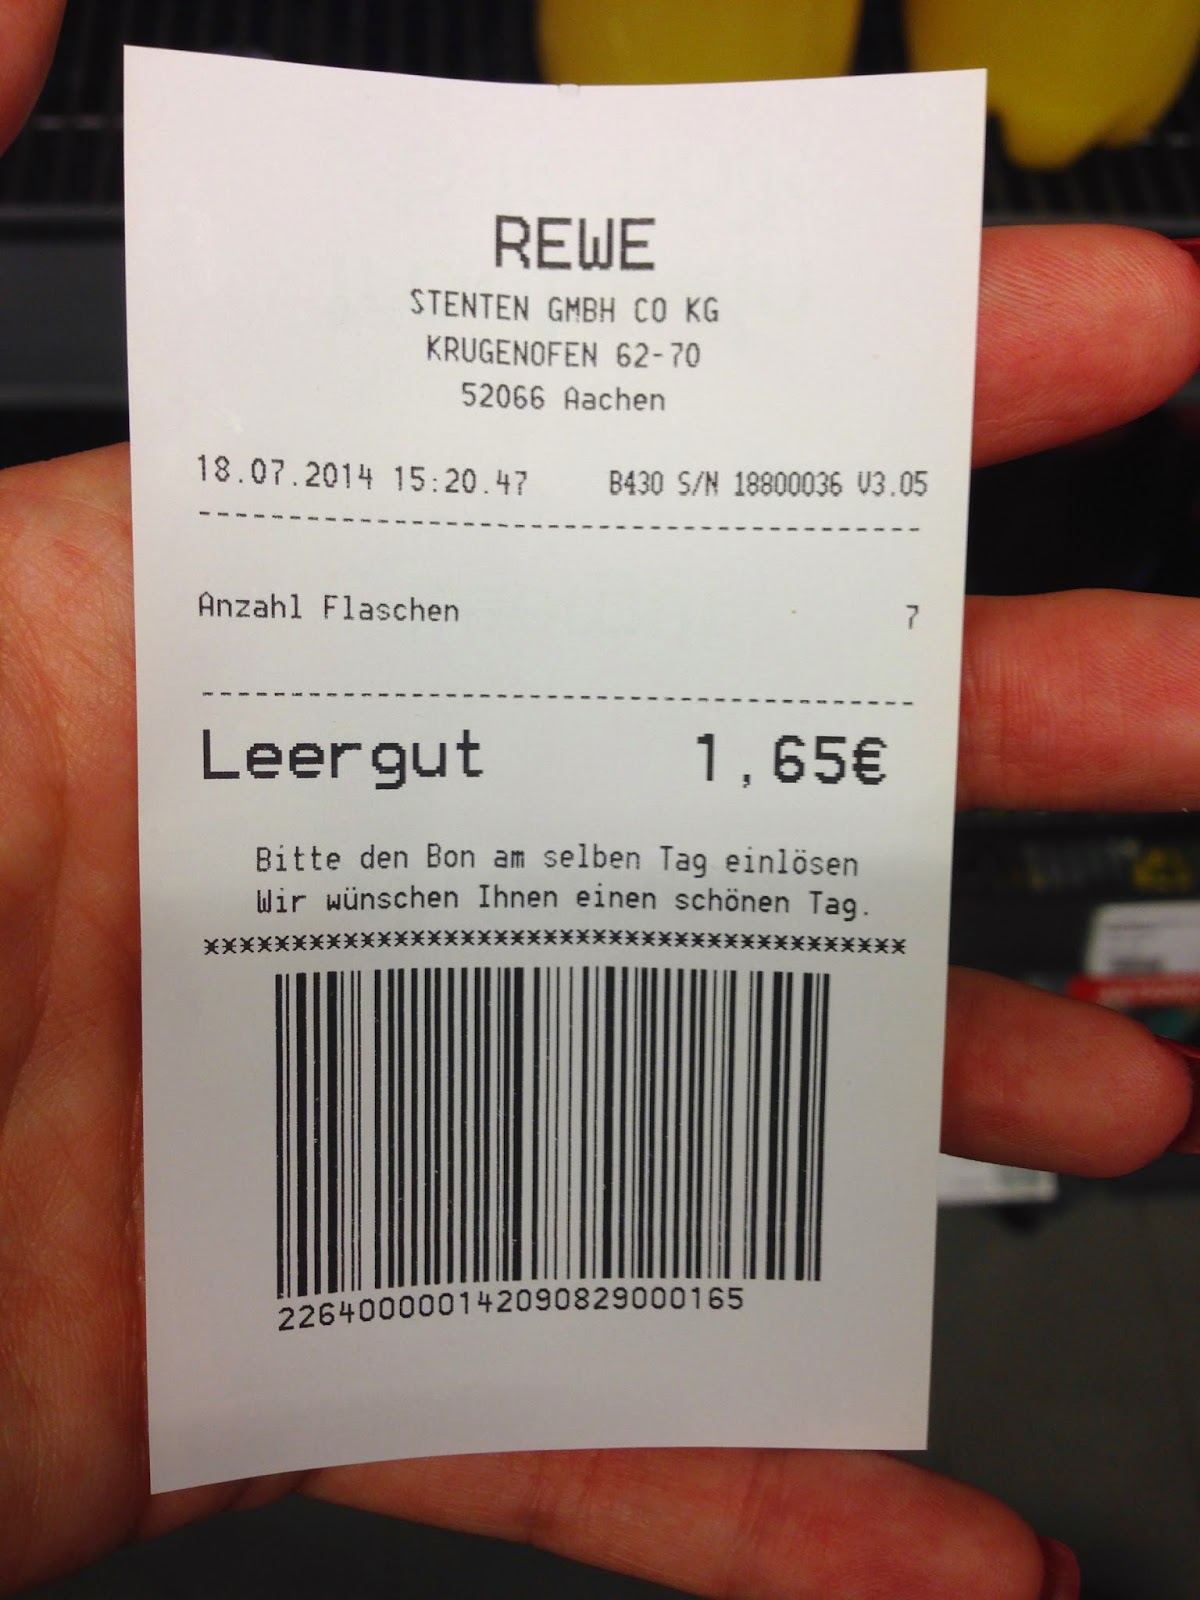 REWE
STENTEN GMBH CO KG
KRUGENOFEN 62-70
52066 Aachen
18.07.2014 15:20.47 B430 S/N 18800036 V3.05
----------------------------------------
Anzahl Flaschen 7
----------------------------------------
Leergut 1,65€
Bitte den Bon am selben Tag einlösen
Wir wünschen Ihnen einen schönen Tag.
****************************************
2264000001420908290​00165